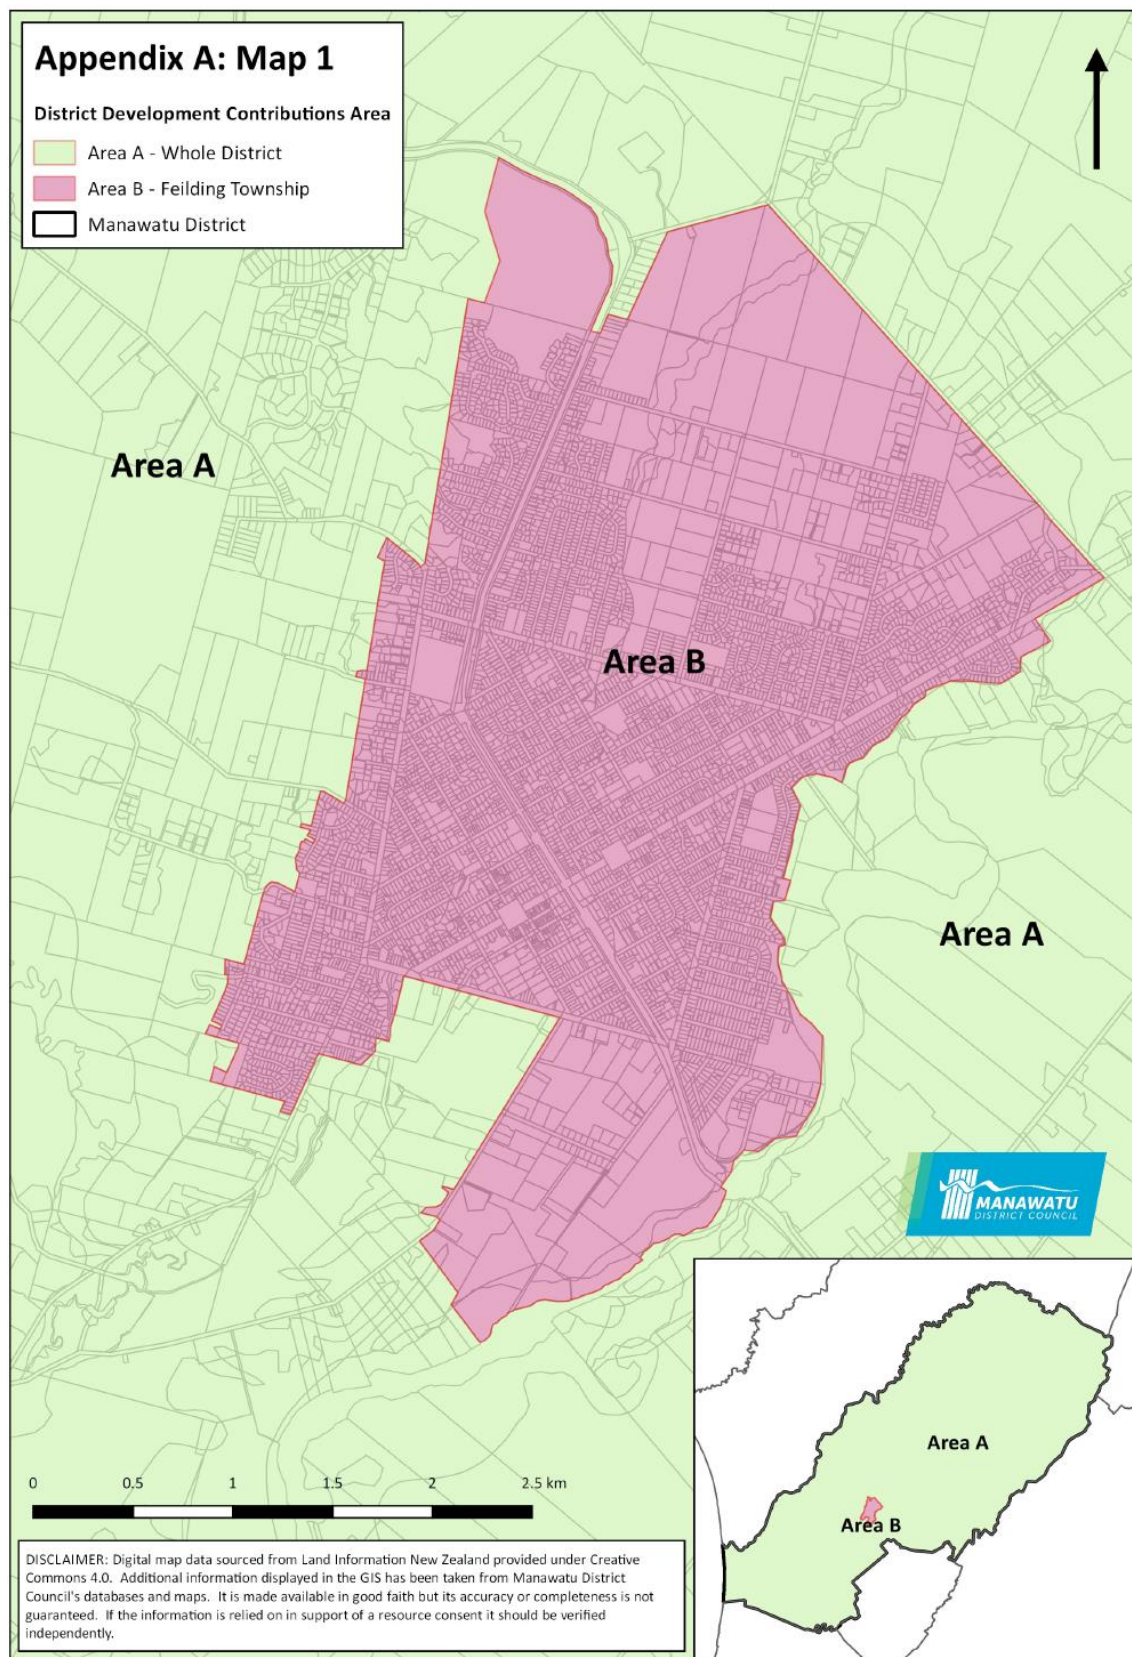 Appendix A: Map 1
District Development Contributions Area
Area A - Whole District
Area B - Feilding Township
Manawatu District
Area A
Area B
Area A
MANAWATU
DISTRICT COUNCIL
Area A
Area B
0 0.5 1 1.5 2 2.5 km
DISCLAIMER: Digital map data sourced from Land Information New Zealand provided under Creative
Commons 4.0. Additional information displayed in the GIS has been taken from Manawatu District
Council's databases and maps. It is made available in good faith but its accuracy or completeness is not
guaranteed. If the information is relied on in support of a resource consent it should be verified
independently.